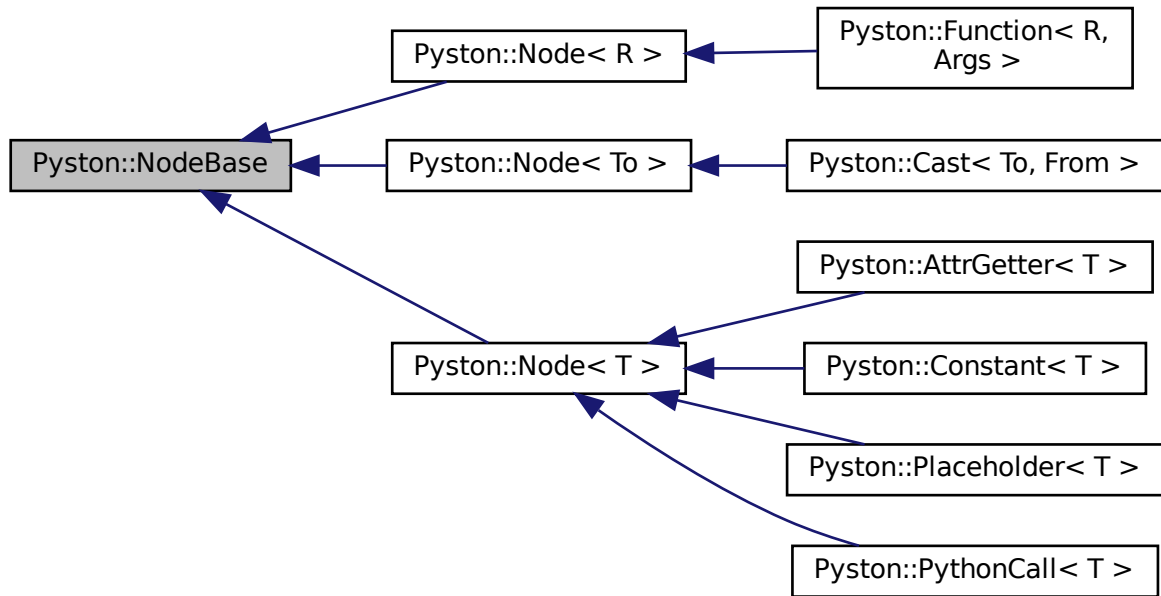 Pyston::NodeBase
Pyston::Node< R >
Pyston::Function< R,
Args >
Pyston::Node< To >
Pyston::Cast< To, From >
Pyston::Node< T >
Pyston::AttrGetter< T >
Pyston::Constant< T >
Pyston::Placeholder< T >
Pyston::PythonCall< T >